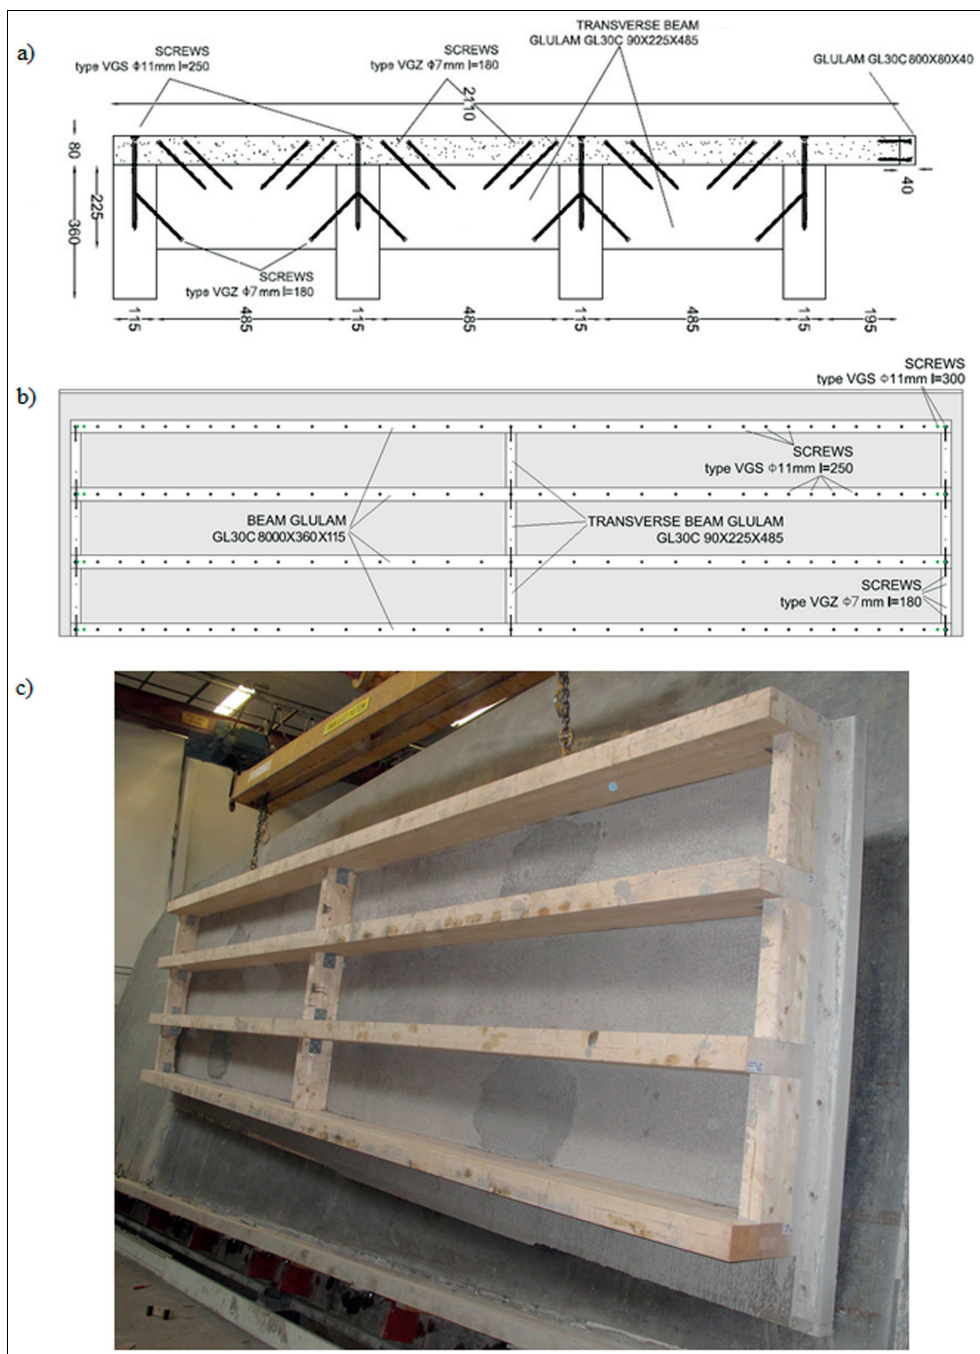 a)
SCREWS
type VGS Φ11mm l=250
SCREWS
type VGZ Φ7mm l=180
TRANSVERSE BEAM
GLULAM GL30C 90X225X485
GLULAM GL30C 800X80X40
2110
80
225
360
40
SCREWS
type VGZ Φ7mm l=180
115
485
115
485
115
485
115
195
b)
SCREWS
type VGS Φ11mm l=300
SCREWS
type VGS Φ11mm l=250
BEAM GLULAM
GL30C 8000X360X115
TRANSVERSE BEAM GLULAM
GL30C 90X225X485
SCREWS
type VGZ Φ7mm l=180
c)